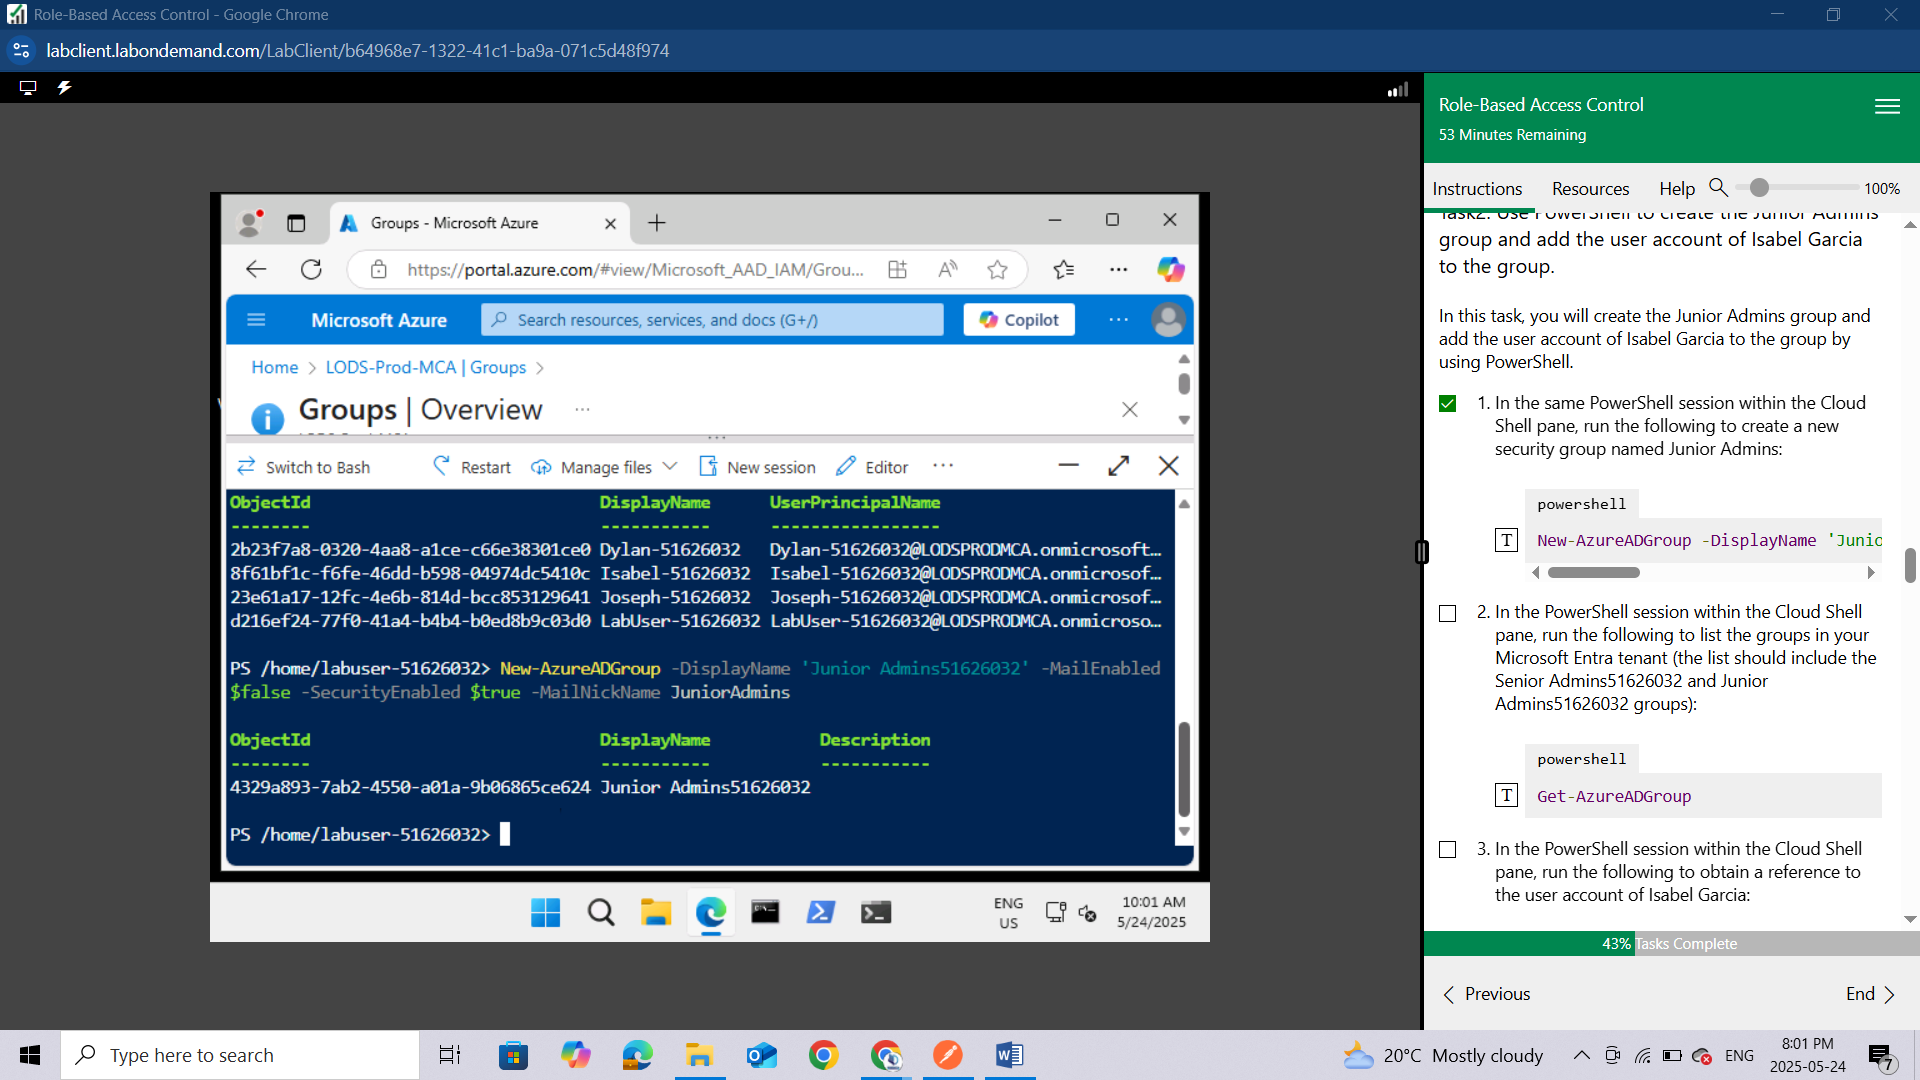 Role-Based Access Control - Google Chrome
labclient.labondemand.com/LabClient/b64968e7-1322-41c1-ba9a-071c5d48f974
Groups - Microsoft Azure
https://portal.azure.com/#view/Microsoft_AAD_IAM/Grou...
Microsoft Azure
Search resources, services, and docs (G+/)
Copilot
Home > LODS-Prod-MCA | Groups >
Groups | Overview
Switch to Bash
Restart
Manage files
New session
Editor
ObjectId DisplayName UserPrincipalName
-------- ----------- -----------------
2b23f7a8-0320-4aa8-a1ce-c66e38301ce0 Dylan-51626032 Dylan-51626032@LODSPRODMCA.onmicrosoft...
8f61bf1c-f6fe-46dd-b598-04974dc5410c Isabel-51626032 Isabel-51626032@LODSPRODMCA.onmicrosof...
23e61a17-12fc-4e6b-814d-bcc853129641 Joseph-51626032 Joseph-51626032@LODSPRODMCA.onmicrosof...
d216ef24-77f0-41a4-b4b4-b0ed8b9c03d0 LabUser-51626032 LabUser-51626032@LODSPRODMCA.onmicroso...
PS /home/labuser-51626032> New-AzureADGroup -DisplayName 'Junior Admins51626032' -MailEnabled
$false -SecurityEnabled $true -MailNickName JuniorAdmins
ObjectId DisplayName Description
-------- ----------- -----------
4329a893-7ab2-4550-a01a-9b06865ce624 Junior Admins51626032
PS /home/labuser-51626032>
ENG
US
10:01 AM
5/24/2025
Role-Based Access Control
53 Minutes Remaining
Instructions
Resources
Help
100%
Task2: Use PowerShell to create the Junior Admins
group and add the user account of Isabel Garcia
to the group.
In this task, you will create the Junior Admins group and
add the user account of Isabel Garcia to the group by
using PowerShell.
1. In the same PowerShell session within the Cloud
Shell pane, run the following to create a new
security group named Junior Admins:
powershell
T
New-AzureADGroup -DisplayName 'Junio
2. In the PowerShell session within the Cloud Shell
pane, run the following to list the groups in your
Microsoft Entra tenant (the list should include the
Senior Admins51626032 and Junior
Admins51626032 groups):
powershell
T
Get-AzureADGroup
3. In the PowerShell session within the Cloud Shell
pane, run the following to obtain a reference to
the user account of Isabel Garcia:
43% Tasks Complete
Previous
End
Type here to search
20°C Mostly cloudy
ENG
8:01 PM
2025-05-24
7